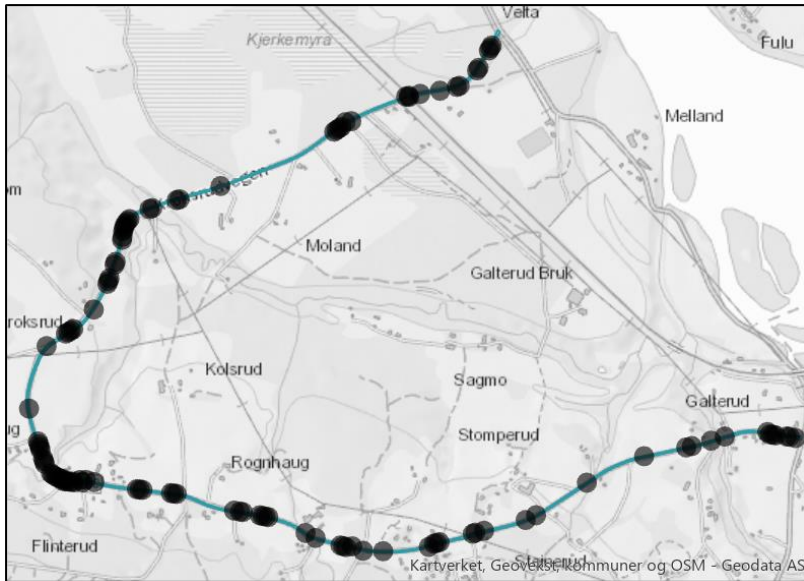 Velta
Kjerkemyra
Fulu
Melland
Moland
Galterud Bruk
roksrud
Kolsrud
Sagmo
Galterud
ug
Stomperud
Rognhaug
Flinterud
Kartverket, Geovekst, kommuner og OSM - Geodata AS